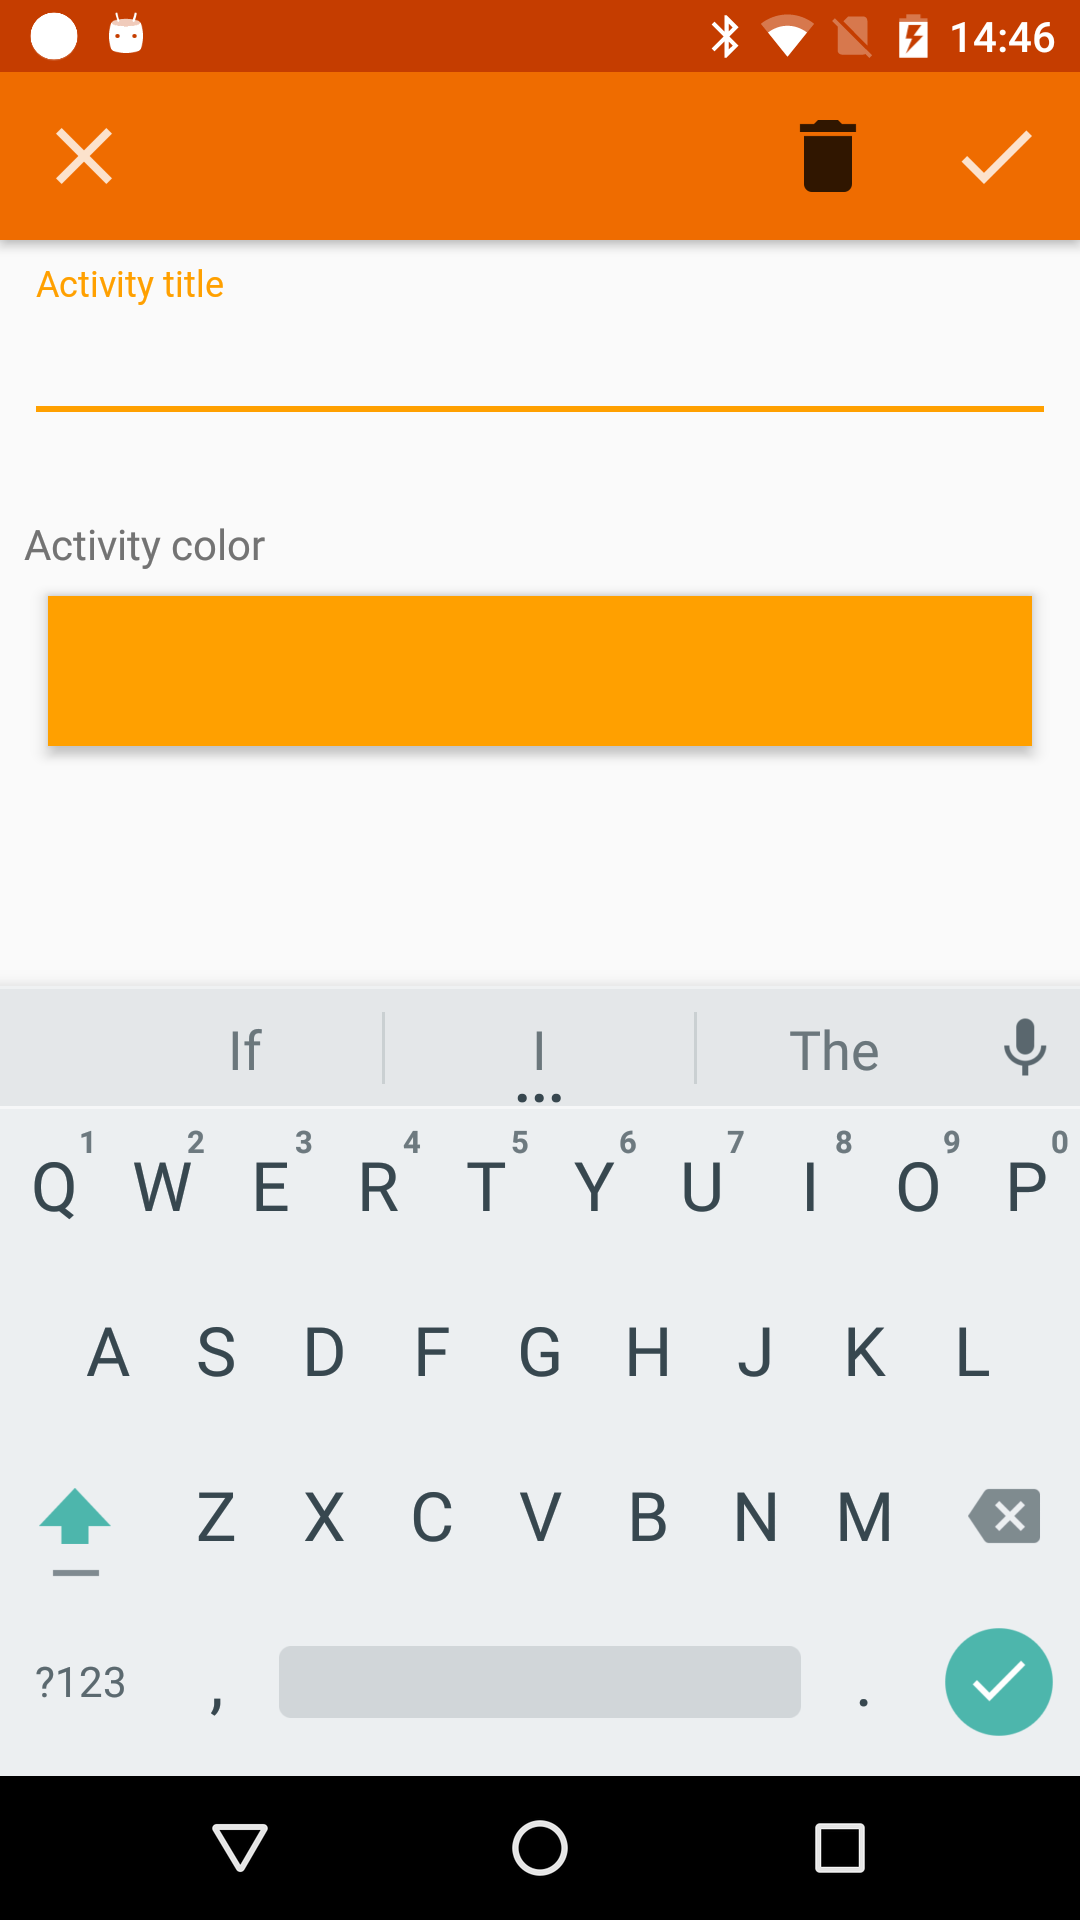 14:46
Activity title
Activity color
If I The
1 2 3 4 5 6 7 8 9 0
Q W E R T Y U I O P
A S D F G H J K L
Z X C V B N M
?123 , .